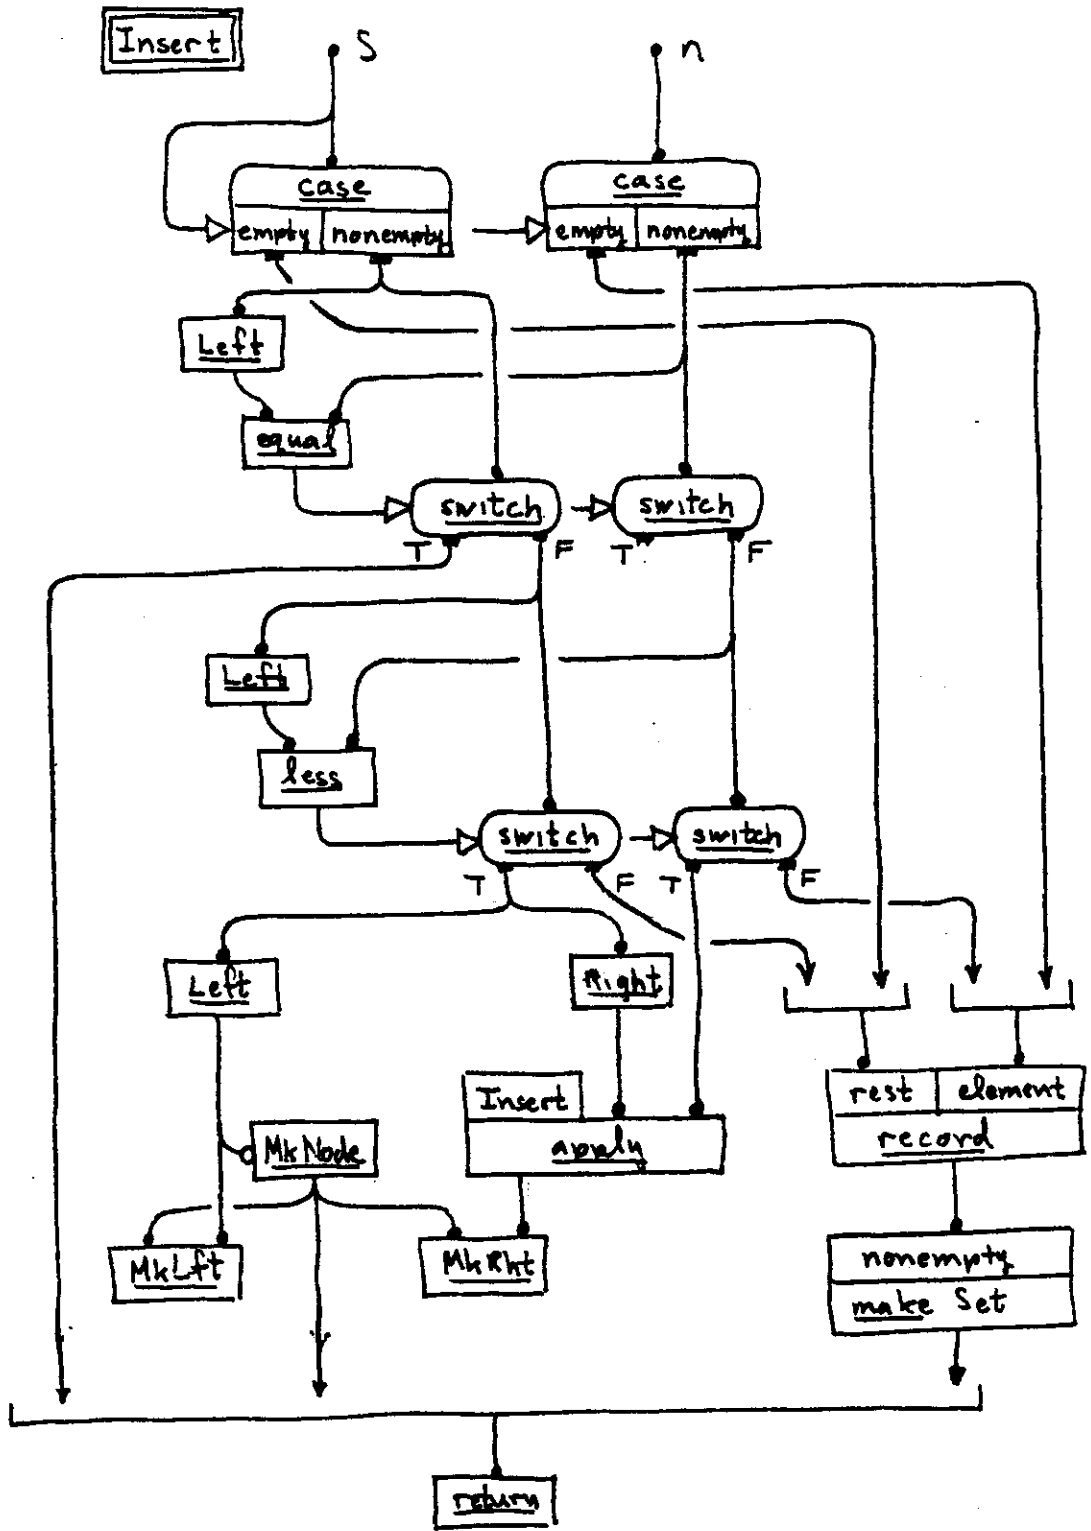 Insert
S n
case case
empty nonempty empty nonempty
Left
equal
switch switch
T F T F
Left
less
switch switch
T F T F
Left Right
Insert rest element
MkNode apply record
MkLft MkRht nonempty
make Set
return